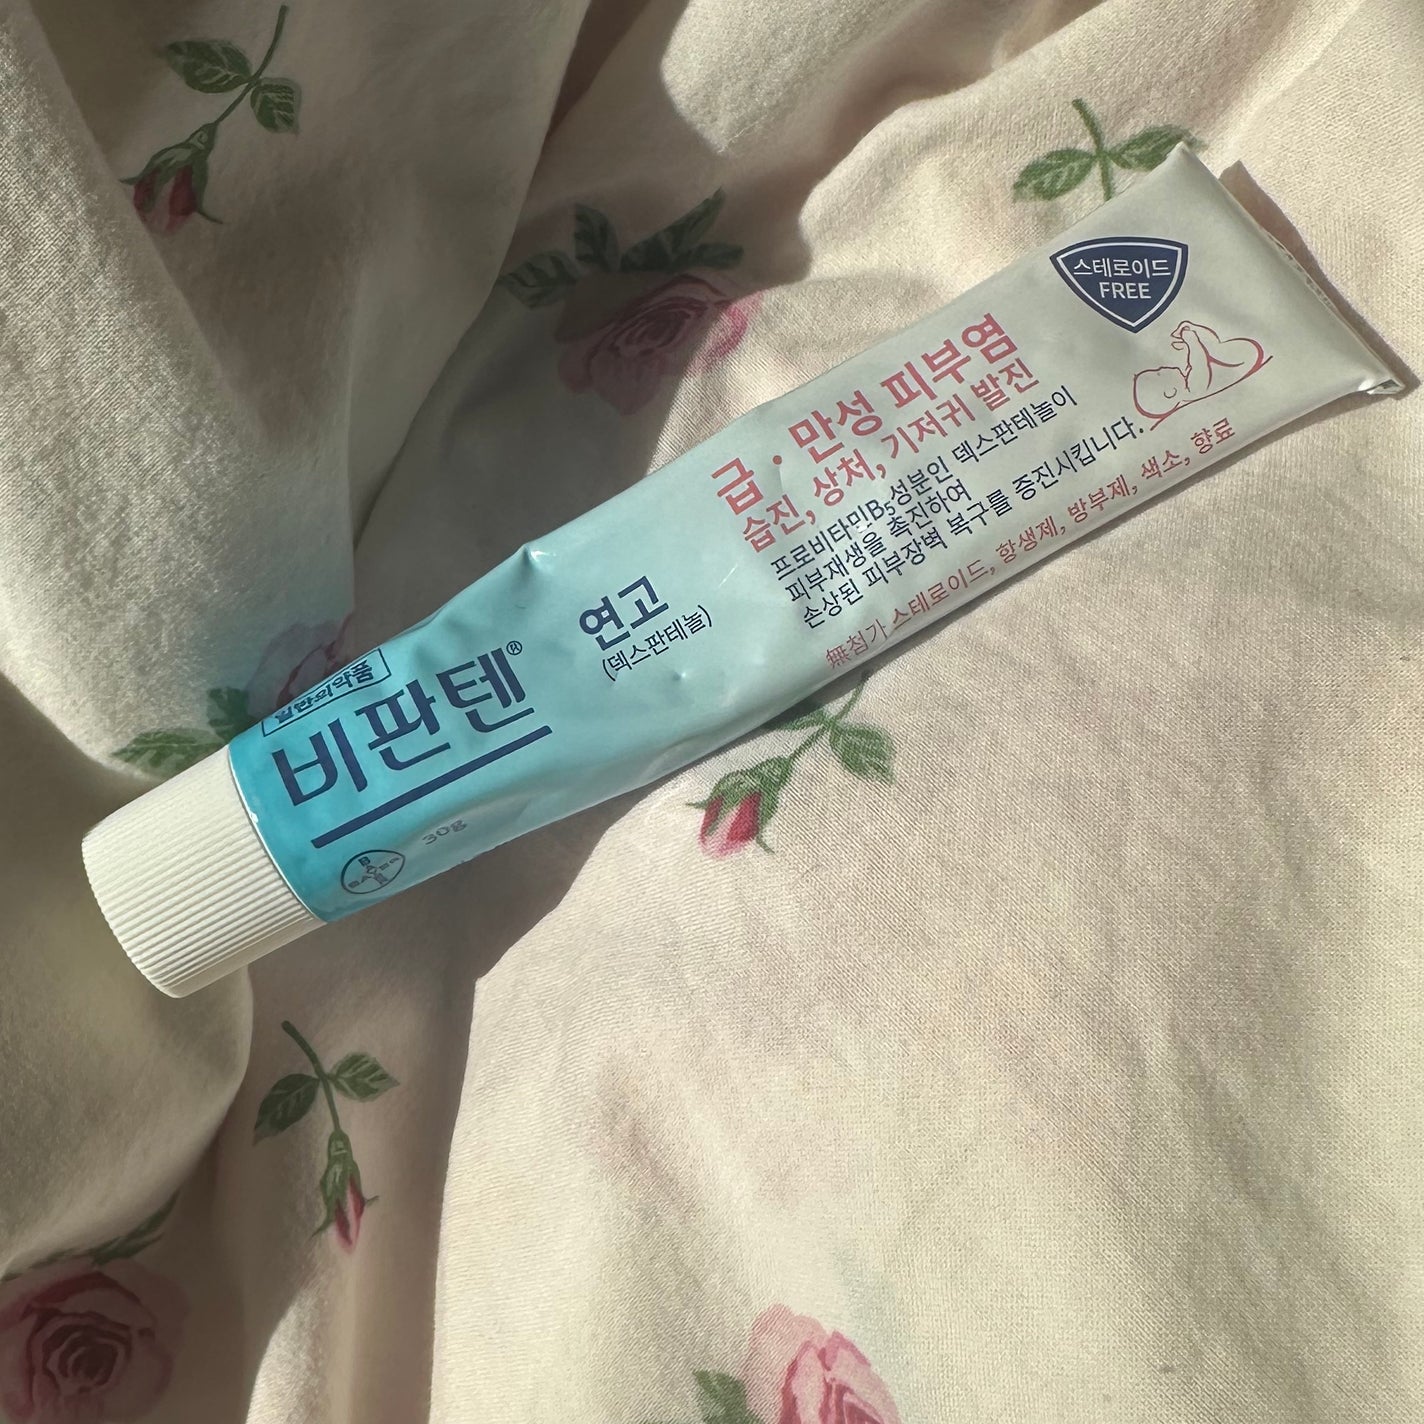 일반의약품
비판텐®
30g
BAYER
BAYER
연고
(덱스판테놀)
급·만성 피부염
습진, 상처, 기저귀 발진
프로비타민B5성분인 덱스판테놀이
피부재생을 촉진하여
손상된 피부장벽 복구를 증진시킵니다.
無첨가 스테로이드, 항생제, 방부제, 색소, 향료
스테로이드
FREE